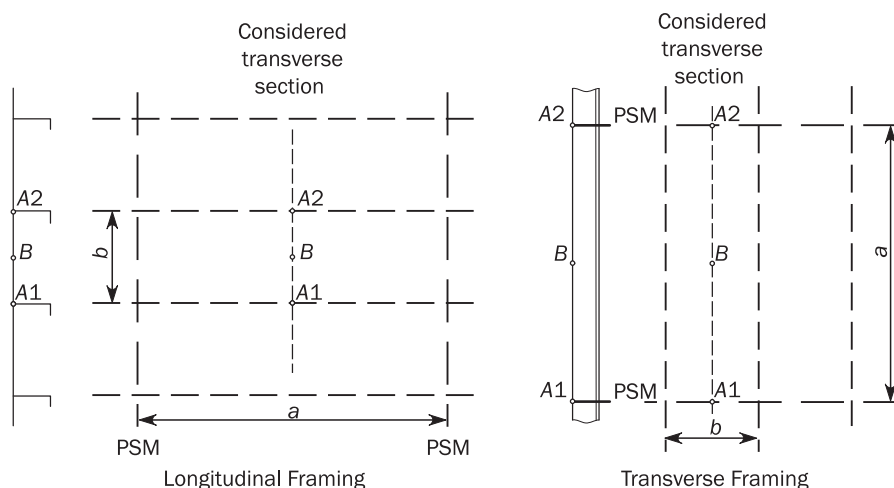 Considered
transverse
section
A2
B
A1
b
A2
B
A1
a
PSM
PSM
Longitudinal Framing
Considered
transverse
section
A2
PSM
A2
B
B
a
A1
PSM
A1
b
Transverse Framing